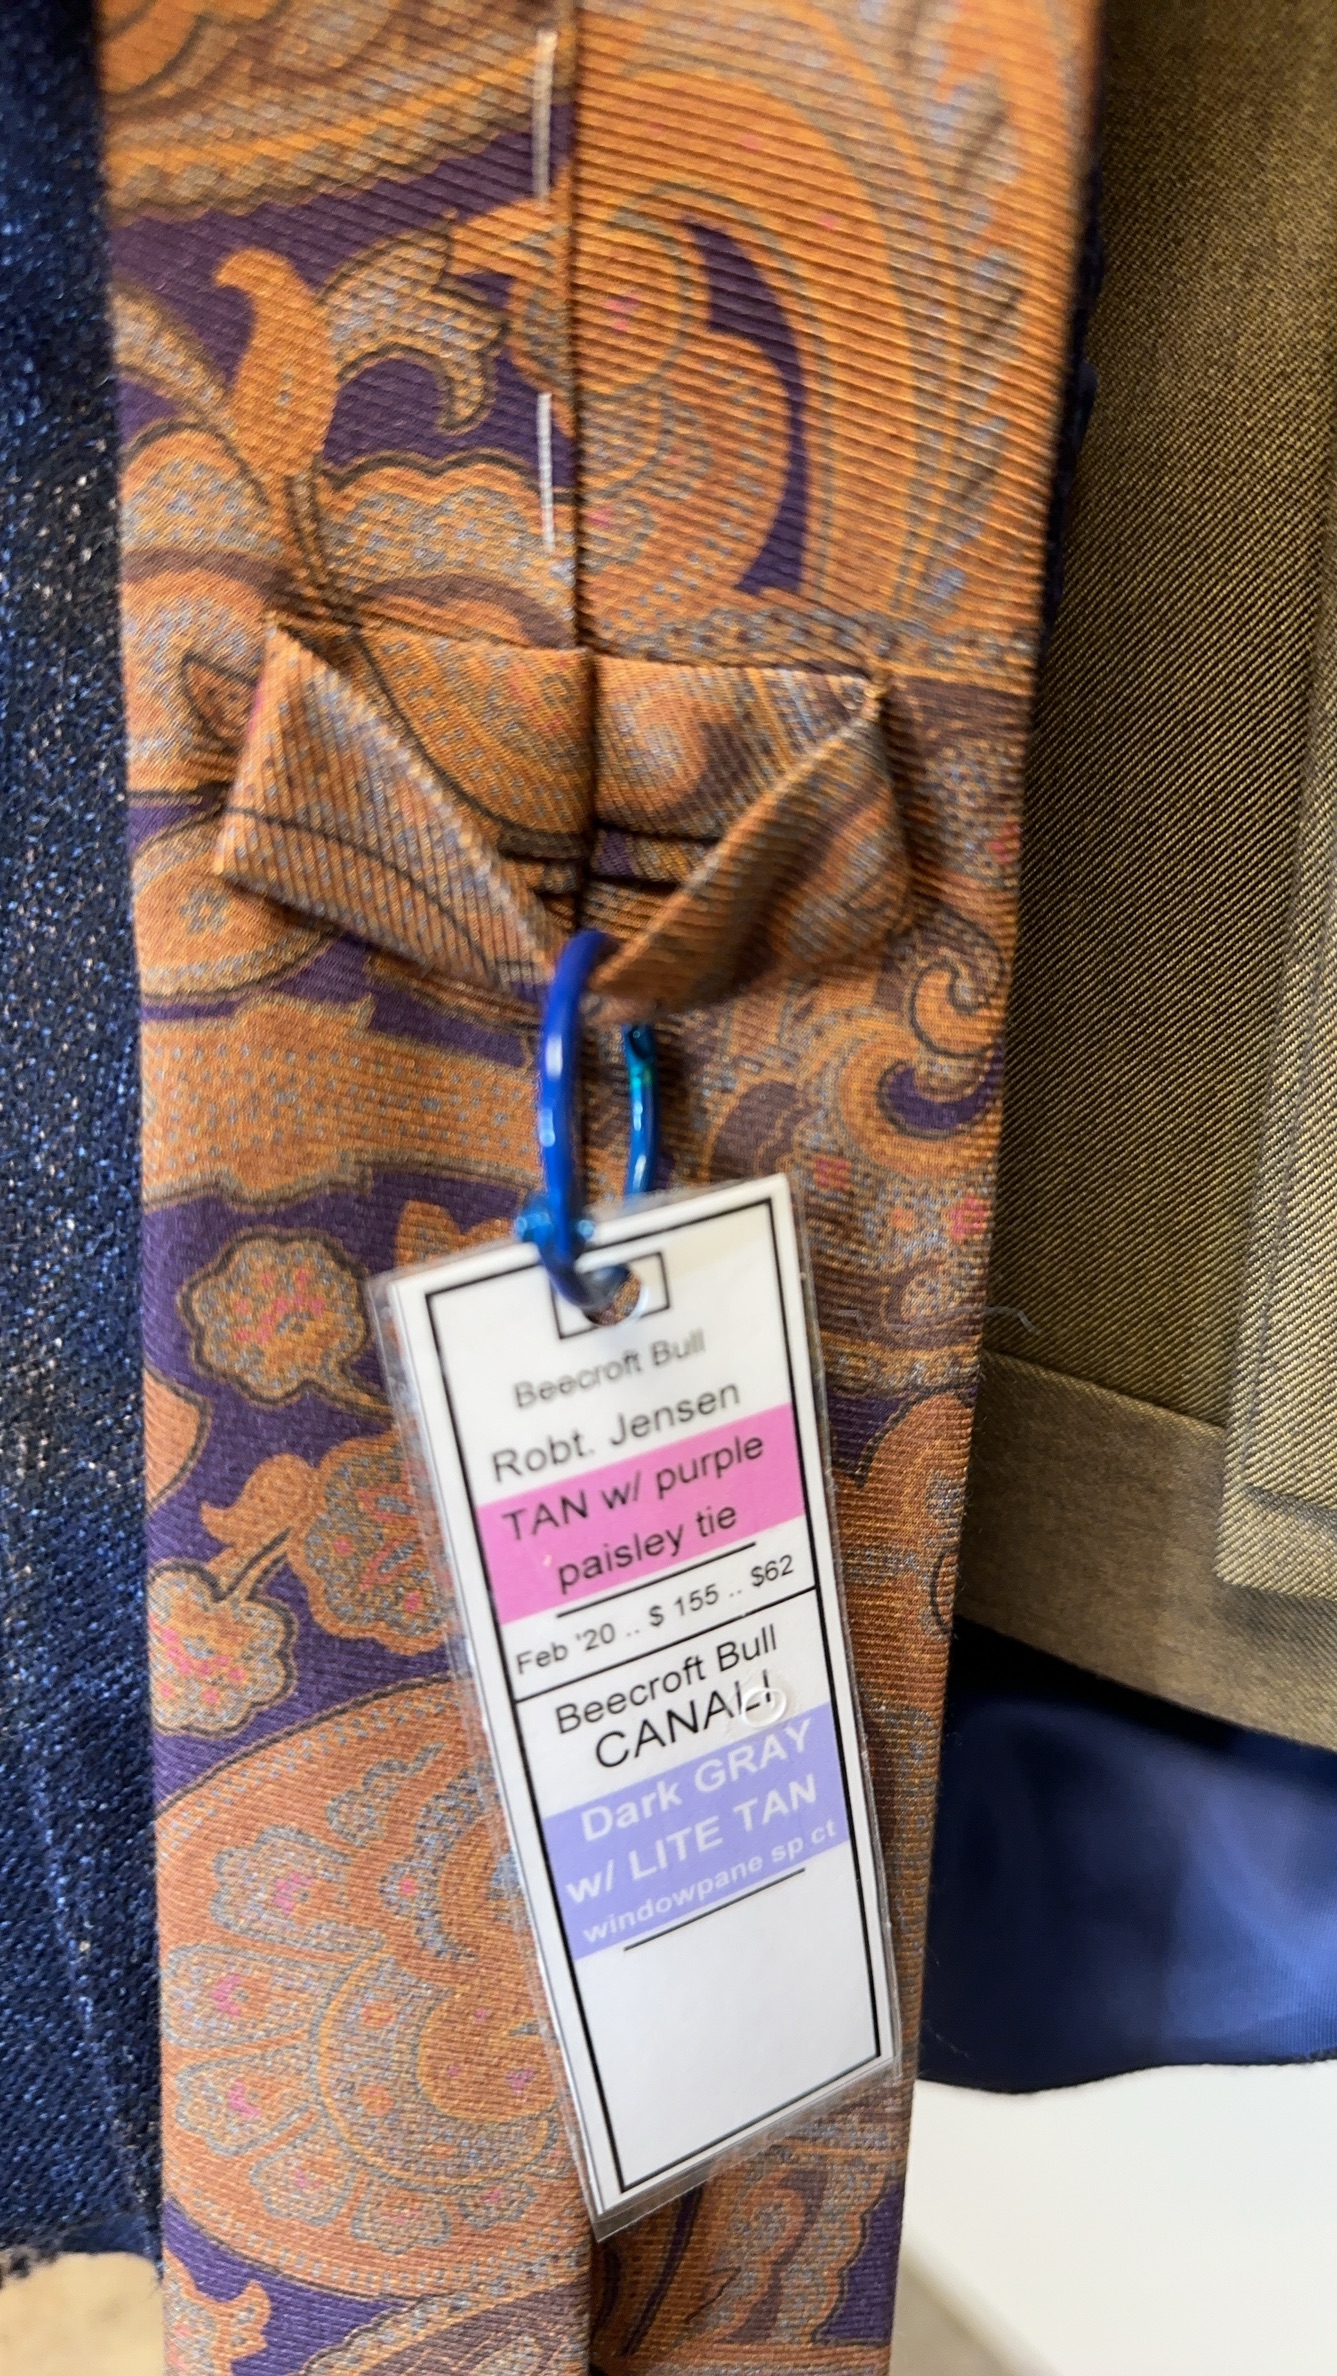 Beecroft Bull
Robt. Jensen
TAN w/ purple
paisley tie
Feb '20 .. $ 155 .. $62
Beecroft Bull
CANALI
Dark GRAY
w/ LITE TAN
windowpane sp ct